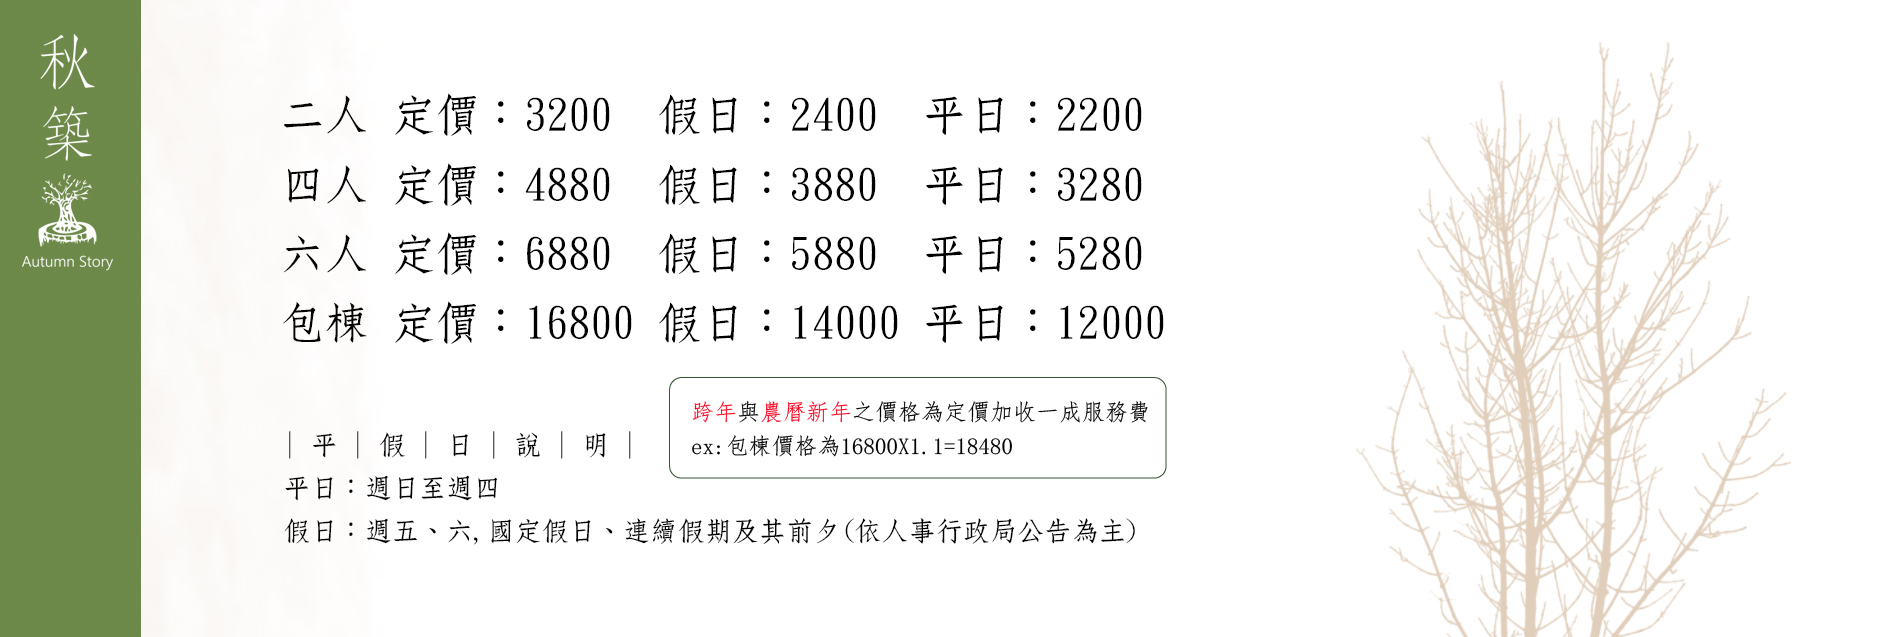 秋築
Autumn Story
二人 定價：3200 假日：2400 平日：2200
四人 定價：4880 假日：3880 平日：3280
六人 定價：6880 假日：5880 平日：5280
包棟 定價：16800 假日：14000 平日：12000
跨年與農曆新年之價格為定價加收一成服務費
ex:包棟價格為16800X1.1=18480
｜平｜假｜日｜說｜明｜
平日：週日至週四
假日：週五、六,國定假日、連續假期及其前夕(依人事行政局公告為主)